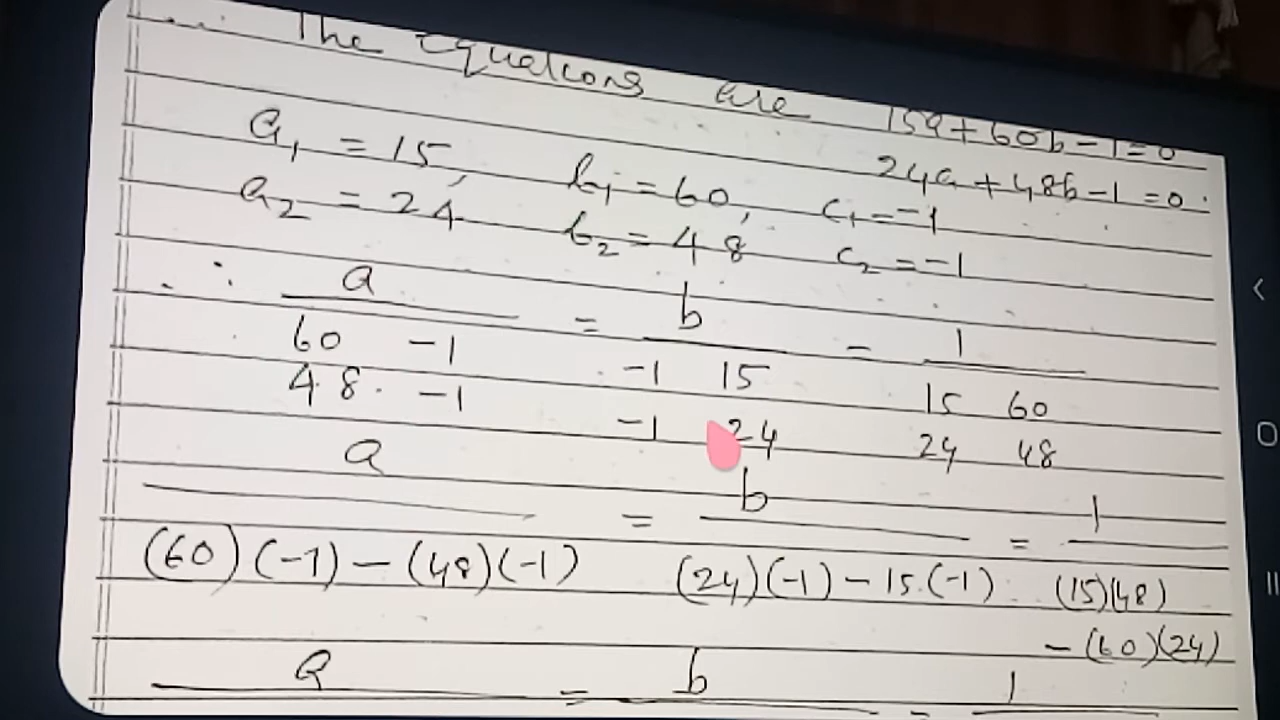 The equations are 15a + 60b - 1 = 0
24a + 48b - 1 = 0.
a₁ = 15, b₁ = 60, c₁ = -1
a₂ = 24 b₂ = 48 c₂ = -1
∴ a = b = 1
60 -1 -1 15 15 60
48. -1 -1 24 24 48
a = b = 1
(60)(-1) - (48)(-1) (24)(-1) - 15.(-1) (15)(48)
- (60)(24)
a = b = 1